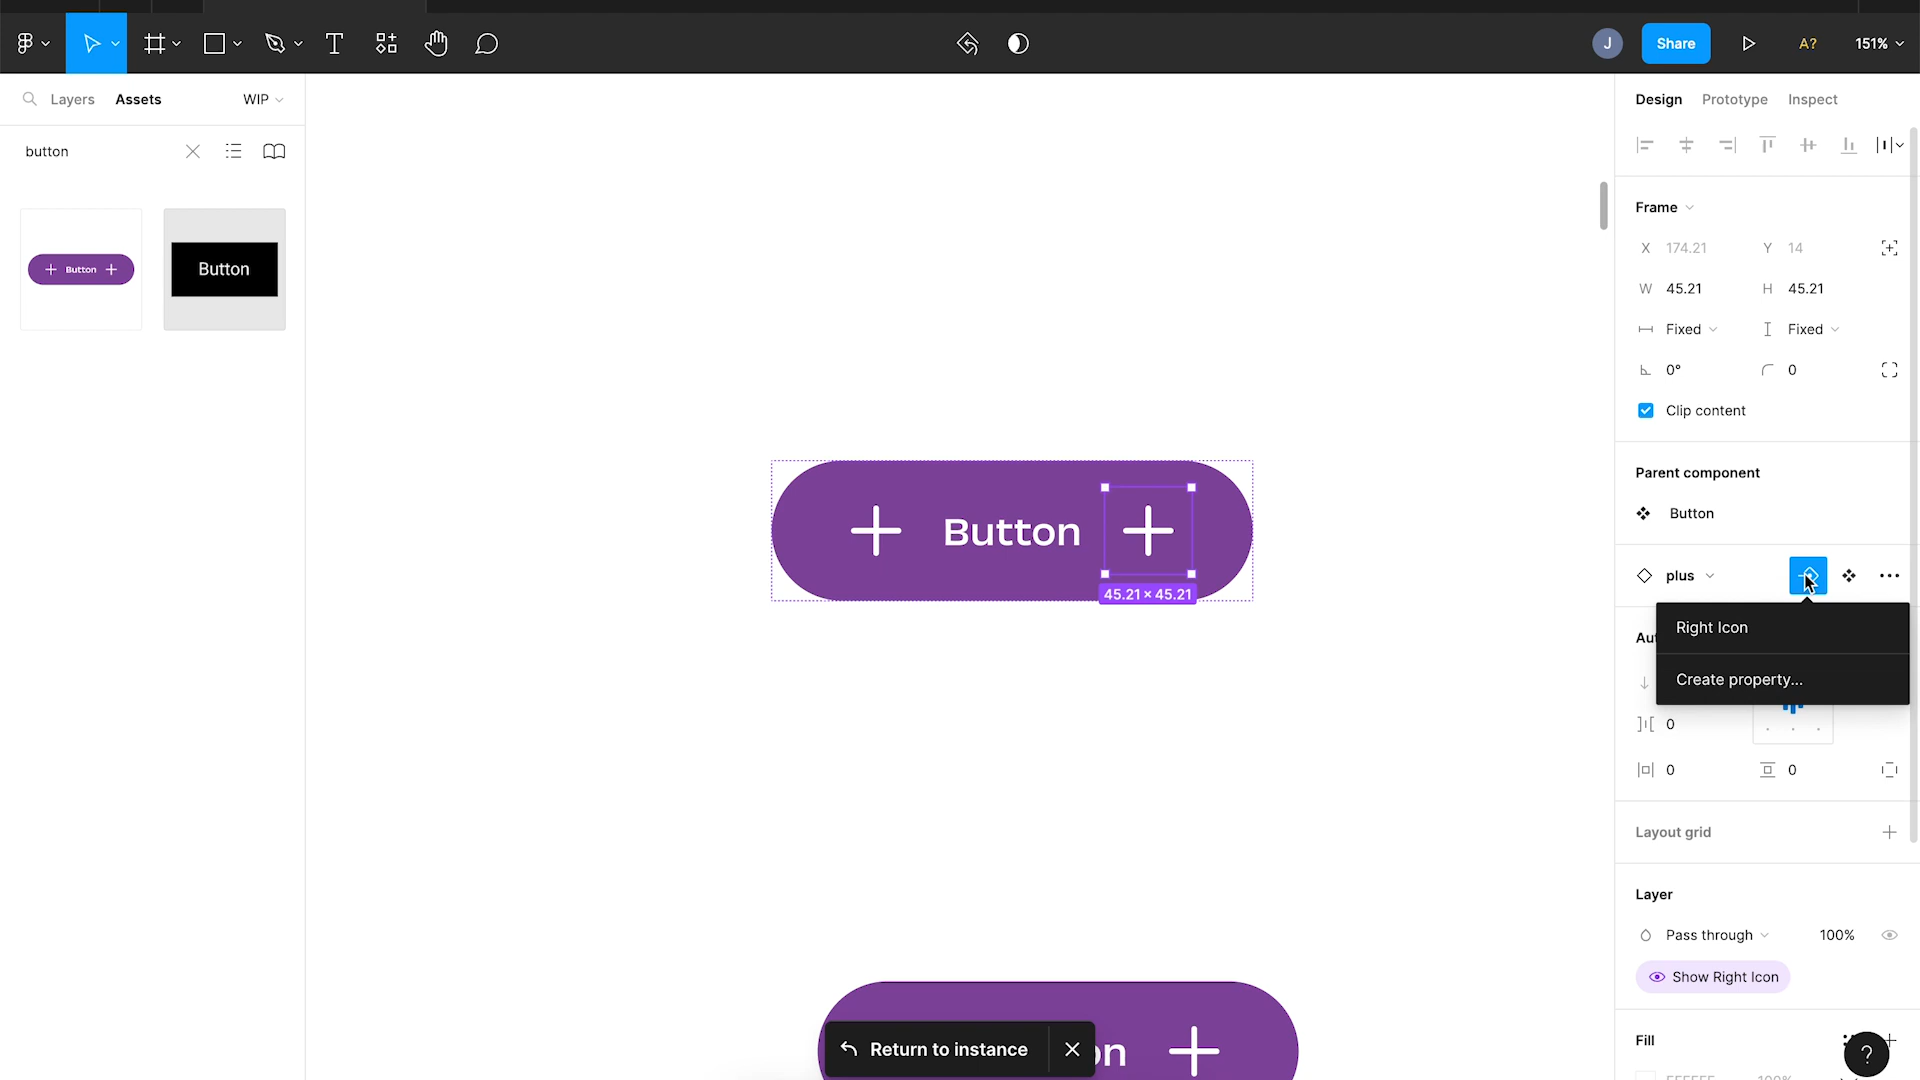 J
Share
A?
151%
Layers
Assets
WIP
Design
Prototype
Inspect
button
Button
Button
Frame
X 174.21
Y 14
W 45.21
H 45.21
Fixed
Fixed
0°
0
Clip content
Parent component
Button
Button
plus
45.21 × 45.21
Right Icon
Au
Create property...
0
0
0
Layout grid
Layer
Pass through
100%
Show Right Icon
Return to instance
on
Fill
?